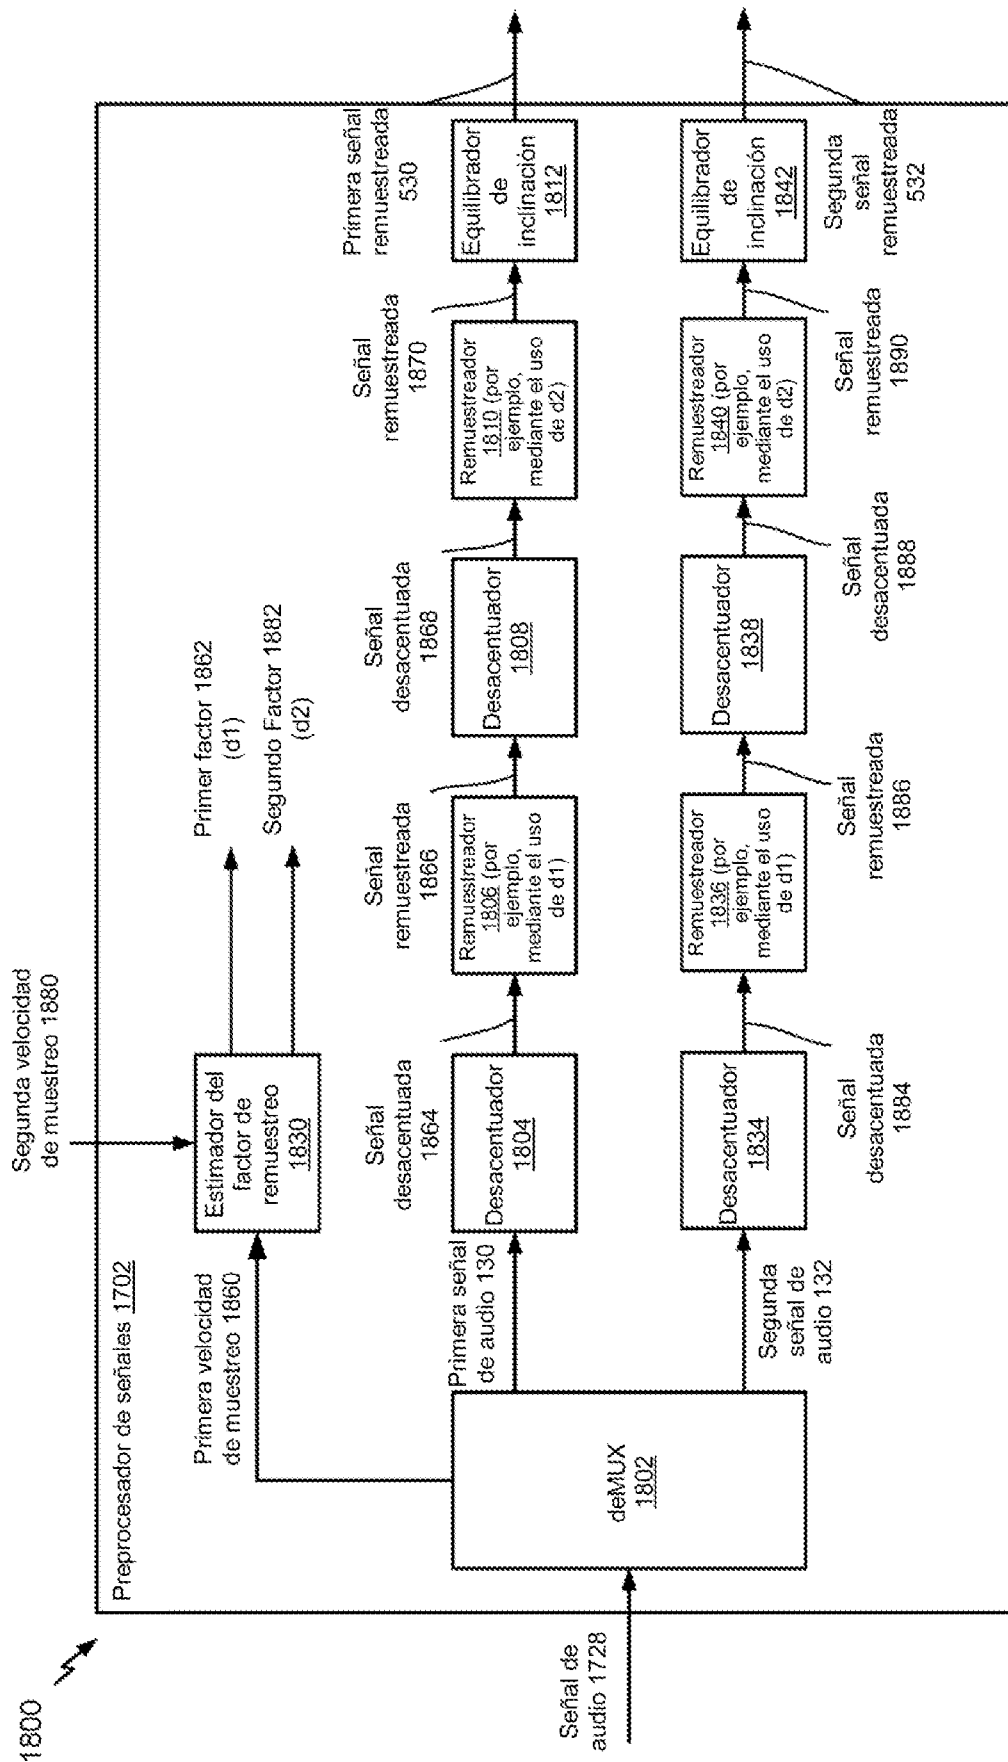 1800
Preprocesador de señales 1702
Señal de
audio 1728
deMUX
1802
Primera velocidad
de muestreo 1860
Segunda velocidad
de muestreo 1880
Estimador del
factor de
remuestreo
1830
Primer factor 1862
(d1)
Segundo Factor 1882
(d2)
Primera señal
de audio 130
Desacentuador
1804
Señal
desacentuada
1864
Remuestreador
1806 (por
ejemplo,
mediante el uso
de d1)
Señal
remuestreada
1866
Desacentuador
1808
Señal
desacentuada
1868
Remuestreador
1810 (por
ejemplo,
mediante el uso
de d2)
Señal
remuestreada
1870
Equilibrador
de
inclinación
1812
Primera señal
remuestreada
530
Segunda
señal de
audio 132
Desacentuador
1834
Señal
desacentuada
1884
Remuestreador
1836 (por
ejemplo,
mediante el uso
de d1)
Señal
remuestreada
1886
Desacentuador
1838
Señal
desacentuada
1888
Remuestreador
1840 (por
ejemplo,
mediante el uso
de d2)
Señal
remuestreada
1890
Equilibrador
de
inclinación
1842
Segunda
señal
remuestreada
532